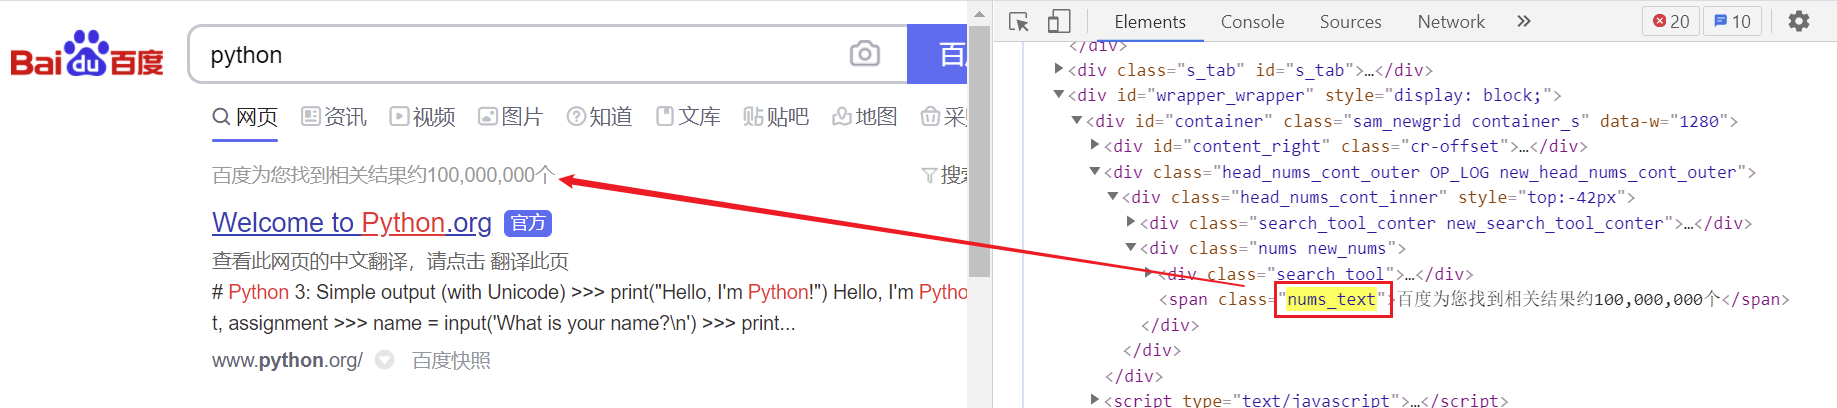 Bai du 百度
python
网页 资讯 视频 图片 知道 文库 贴吧 地图
百度为您找到相关结果约100,000,000个
Welcome to Python.org 官方
查看此网页的中文翻译，请点击 翻译此页
# Python 3: Simple output (with Unicode) >>> print("Hello, I'm Python!") Hello, I'm Pytho
t, assignment >>> name = input('What is your name?\n') >>> print...
www.python.org/ 百度快照
Elements Console Sources Network » 20 10
</div>
<div class="s_tab" id="s_tab">…</div>
<div id="wrapper_wrapper" style="display: block;">
<div id="container" class="sam_newgrid container_s" data-w="1280">
<div id="content_right" class="cr-offset">…</div>
<div class="head_nums_cont_outer OP_LOG new_head_nums_cont_outer">
<div class="head_nums_cont_inner" style="top:-42px">
<div class="search_tool_conter new_search_tool_conter">…</div>
<div class="nums new_nums">
<div class="search_tool">…</div>
<span class="nums_text">百度为您找到相关结果约100,000,000个</span>
</div>
</div>
</div>
<script type="text/javascript">…</script>